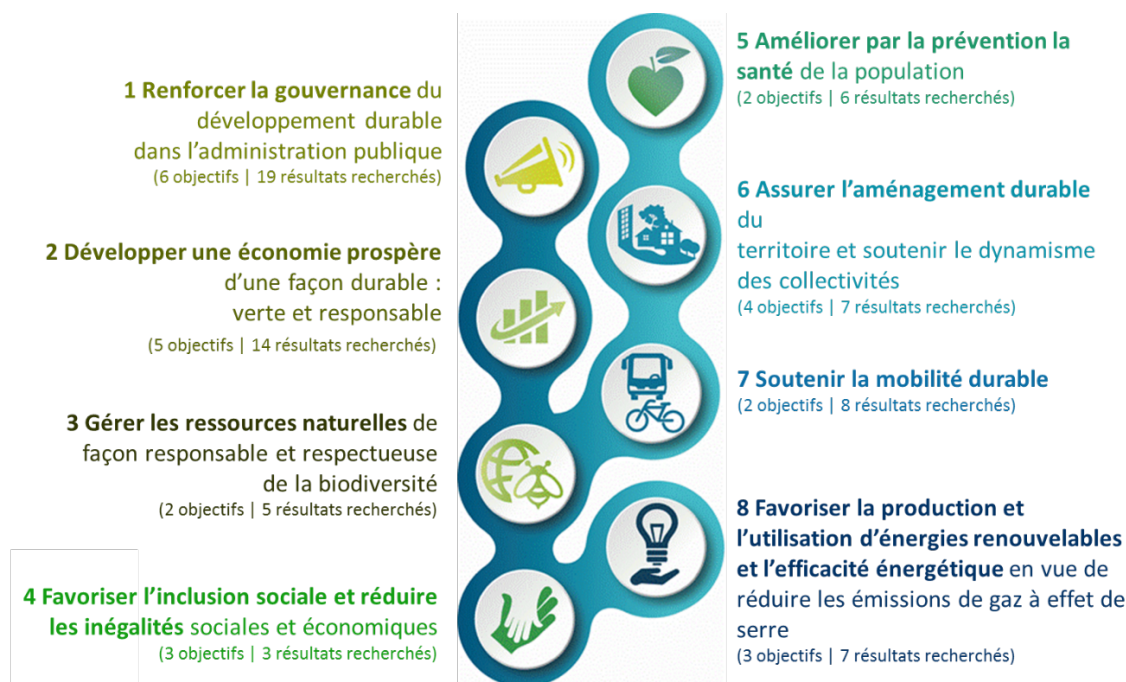 1 Renforcer la gouvernance du
développement durable
dans l’administration publique
(6 objectifs | 19 résultats recherchés)
2 Développer une économie prospère
d’une façon durable :
verte et responsable
(5 objectifs | 14 résultats recherchés)
3 Gérer les ressources naturelles de
façon responsable et respectueuse
de la biodiversité
(2 objectifs | 5 résultats recherchés)
4 Favoriser l’inclusion sociale et réduire
les inégalités sociales et économiques
(3 objectifs | 3 résultats recherchés)
5 Améliorer par la prévention la
santé de la population
(2 objectifs | 6 résultats recherchés)
6 Assurer l’aménagement durable
du
territoire et soutenir le dynamisme
des collectivités
(4 objectifs | 7 résultats recherchés)
7 Soutenir la mobilité durable
(2 objectifs | 8 résultats recherchés)
8 Favoriser la production et
l’utilisation d’énergies renouvelables
et l’efficacité énergétique en vue de
réduire les émissions de gaz à effet de
serre
(3 objectifs | 7 résultats recherchés)